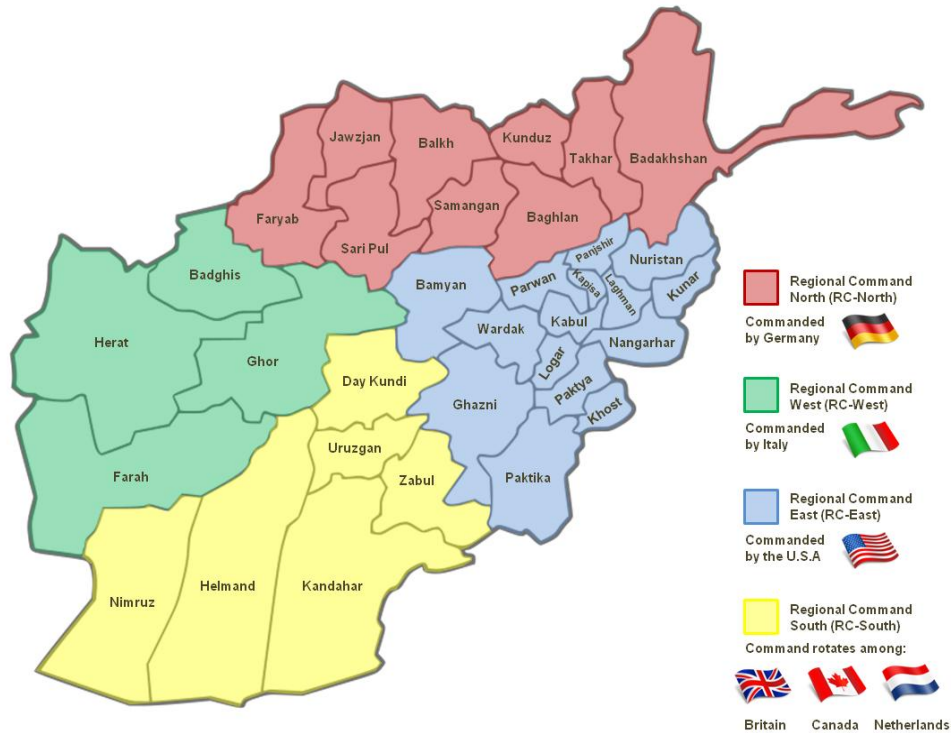 Jawzjan
Balkh
Kunduz
Takhar
Badakhshan
Faryab
Sari Pul
Samangan
Baghlan
Badghis
Herat
Ghor
Farah
Bamyan
Parwan
Panjshir
Kapisa
Laghman
Nuristan
Kunar
Wardak
Kabul
Nangarhar
Logar
Paktya
Khost
Ghazni
Paktika
Day Kundi
Uruzgan
Zabul
Nimruz
Helmand
Kandahar
Regional Command
North (RC-North)
Commanded
by Germany
Regional Command
West (RC-West)
Commanded
by Italy
Regional Command
East (RC-East)
Commanded
by the U.S.A
Regional Command
South (RC-South)
Command rotates among:
Britain Canada Netherlands